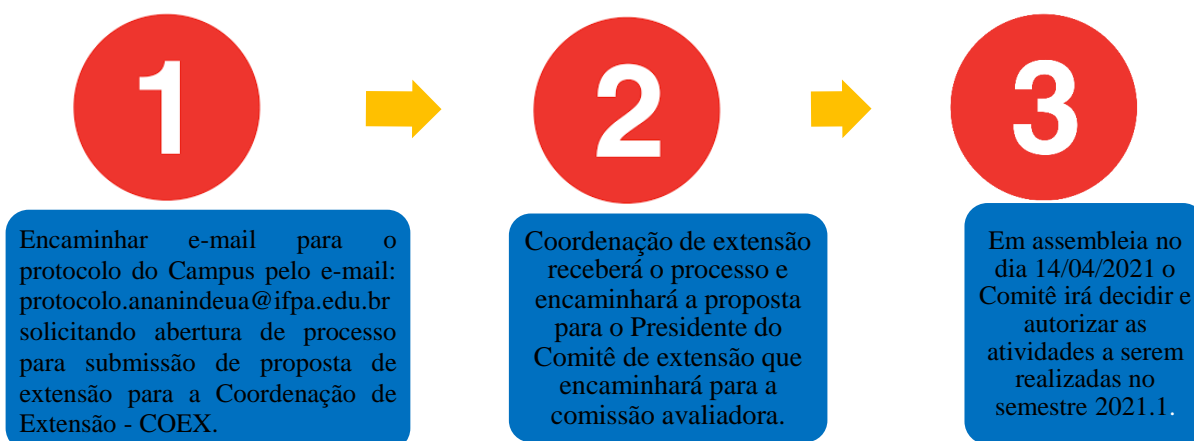 1
Encaminhar e-mail para o
protocolo do Campus pelo e-mail:
protocolo.ananindeua@ifpa.edu.br
solicitando abertura de processo
para submissão de proposta de
extensão para a Coordenação de
Extensão - COEX.
2
Coordenação de extensão
receberá o processo e
encaminhará a proposta
para o Presidente do
Comitê de extensão que
encaminhará para a
comissão avaliadora.
3
Em assembleia no
dia 14/04/2021 o
Comitê irá decidir e
autorizar as
atividades a serem
realizadas no
semestre 2021.1.